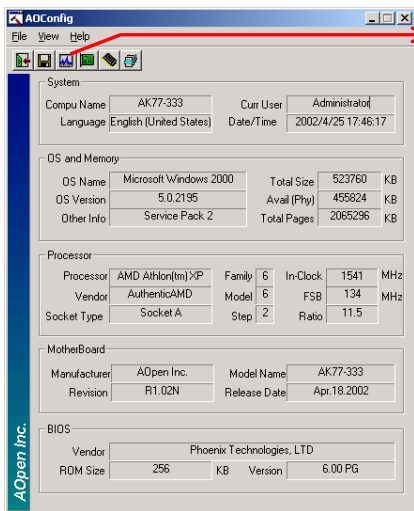 AOConfig
File View Help
System
Compu Name AK77-333 Curr User Administrator
Language English (United States) Date/Time 2002/4/25 17:46:17
OS and Memory
OS Name Microsoft Windows 2000 Total Size 523760 KB
OS Version 5.0.2195 Avail (Phy) 455824 KB
Other Info Service Pack 2 Total Pages 2065296 KB
Processor
Processor AMD Athlon(tm) XP Family 6 In-Clock 1541 MHz
Vendor AuthenticAMD Model 6 FSB 134 MHz
Socket Type Socket A Step 2 Ratio 11.5
MotherBoard
Manufacturer AOpen Inc. Model Name AK77-333
Revision R1.02N Release Date Apr.18.2002
BIOS
Vendor Phoenix Technologies, LTD
ROM Size 256 KB Version 6.00 PG
AOpen Inc.